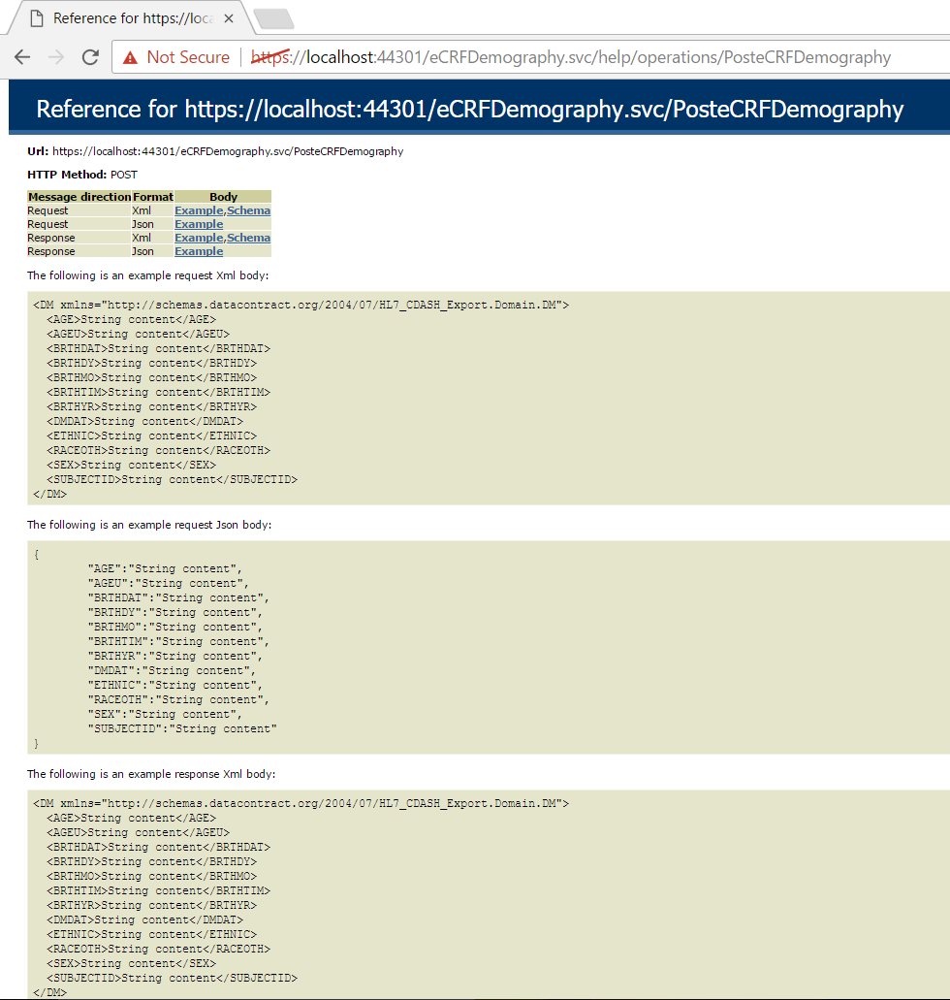 Reference for https://loca
Not Secure https://localhost:44301/eCRFDemography.svc/help/operations/PosteCRFDemography
Reference for https://localhost:44301/eCRFDemography.svc/PosteCRFDemography
Url: https://localhost:44301/eCRFDemography.svc/PosteCRFDemography
HTTP Method: POST
Message direction Format Body
Request Xml Example,Schema
Request Json Example
Response Xml Example,Schema
Response Json Example
The following is an example request Xml body:
<DM xmlns="http://schemas.datacontract.org/2004/07/HL7_CDASH_Export.Domain.DM">
  <AGE>String content</AGE>
  <AGEU>String content</AGEU>
  <BRTHDAT>String content</BRTHDAT>
  <BRTHDY>String content</BRTHDY>
  <BRTHMO>String content</BRTHMO>
  <BRTHTIM>String content</BRTHTIM>
  <BRTHYR>String content</BRTHYR>
  <DMDAT>String content</DMDAT>
  <ETHNIC>String content</ETHNIC>
  <RACEOTH>String content</RACEOTH>
  <SEX>String content</SEX>
  <SUBJECTID>String content</SUBJECTID>
</DM>
The following is an example request Json body:
{
	"AGE":"String content",
	"AGEU":"String content",
	"BRTHDAT":"String content",
	"BRTHDY":"String content",
	"BRTHMO":"String content",
	"BRTHTIM":"String content",
	"BRTHYR":"String content",
	"DMDAT":"String content",
	"ETHNIC":"String content",
	"RACEOTH":"String content",
	"SEX":"String content",
	"SUBJECTID":"String content"
}
The following is an example response Xml body:
<DM xmlns="http://schemas.datacontract.org/2004/07/HL7_CDASH_Export.Domain.DM">
  <AGE>String content</AGE>
  <AGEU>String content</AGEU>
  <BRTHDAT>String content</BRTHDAT>
  <BRTHDY>String content</BRTHDY>
  <BRTHMO>String content</BRTHMO>
  <BRTHTIM>String content</BRTHTIM>
  <BRTHYR>String content</BRTHYR>
  <DMDAT>String content</DMDAT>
  <ETHNIC>String content</ETHNIC>
  <RACEOTH>String content</RACEOTH>
  <SEX>String content</SEX>
  <SUBJECTID>String content</SUBJECTID>
</DM>